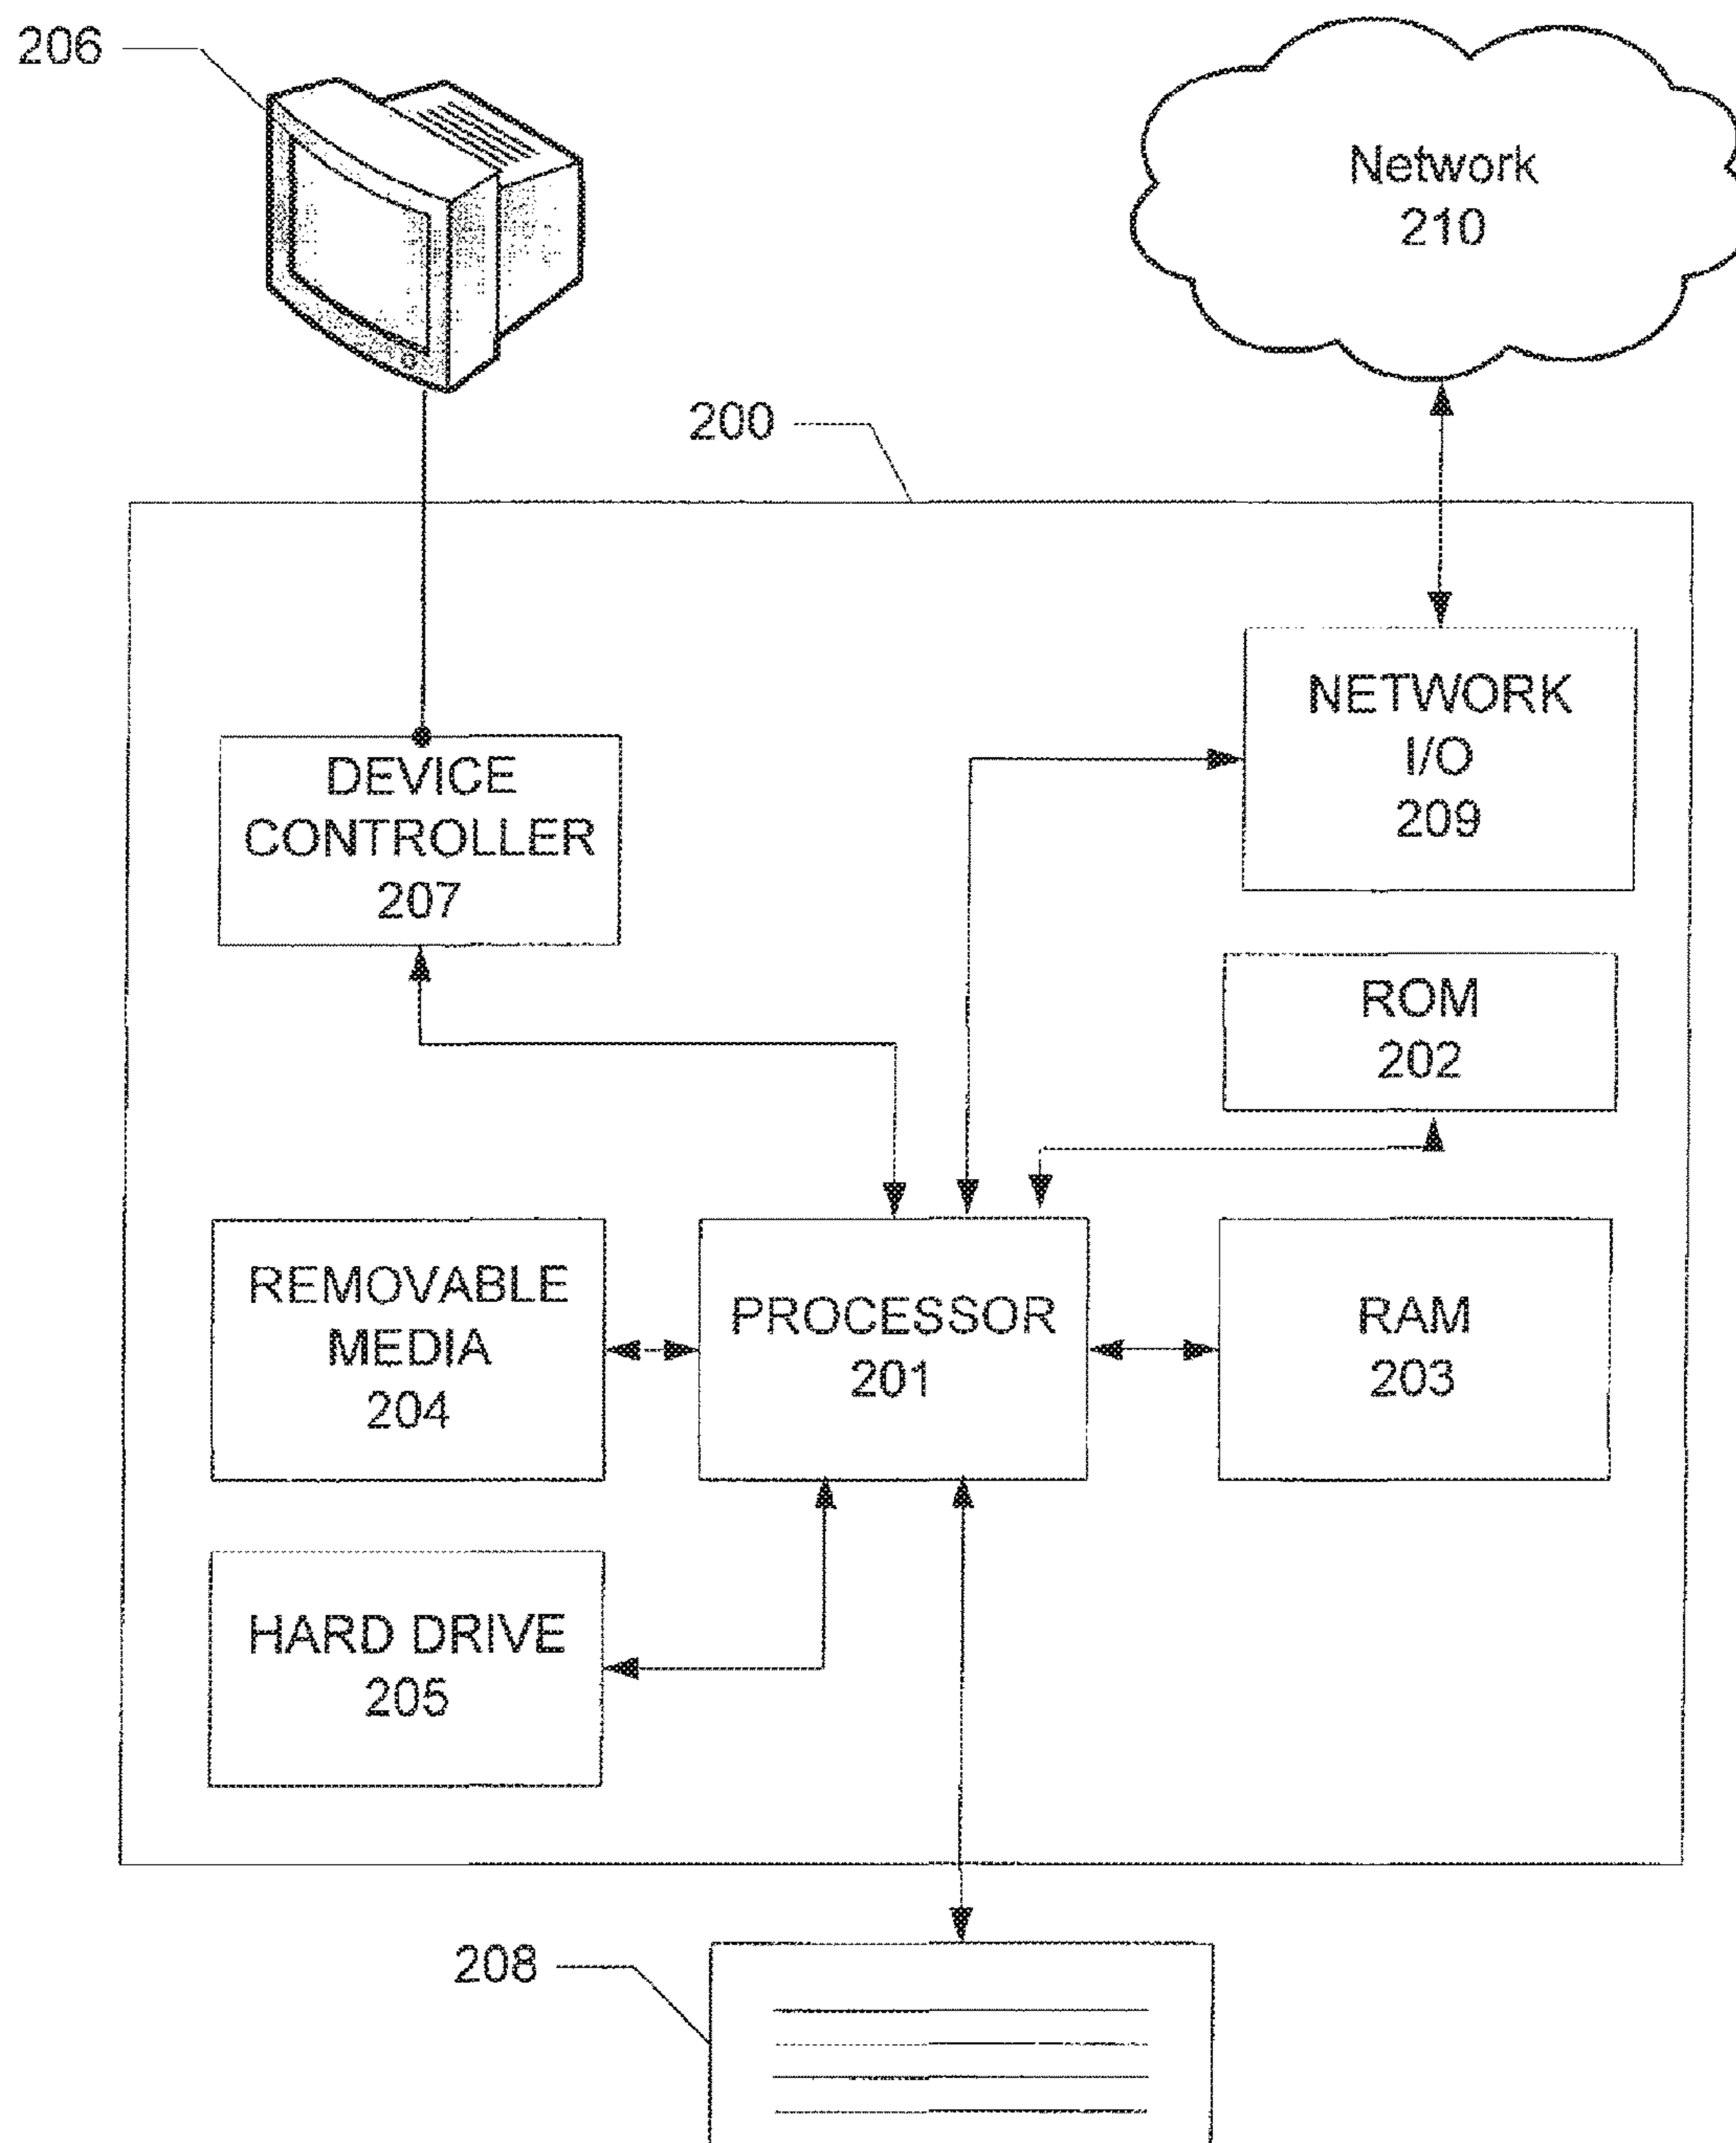 206
Network
210
200
NETWORK
I/O
209
DEVICE
CONTROLLER
207
ROM
202
REMOVABLE
MEDIA
204
PROCESSOR
201
RAM
203
HARD DRIVE
205
208